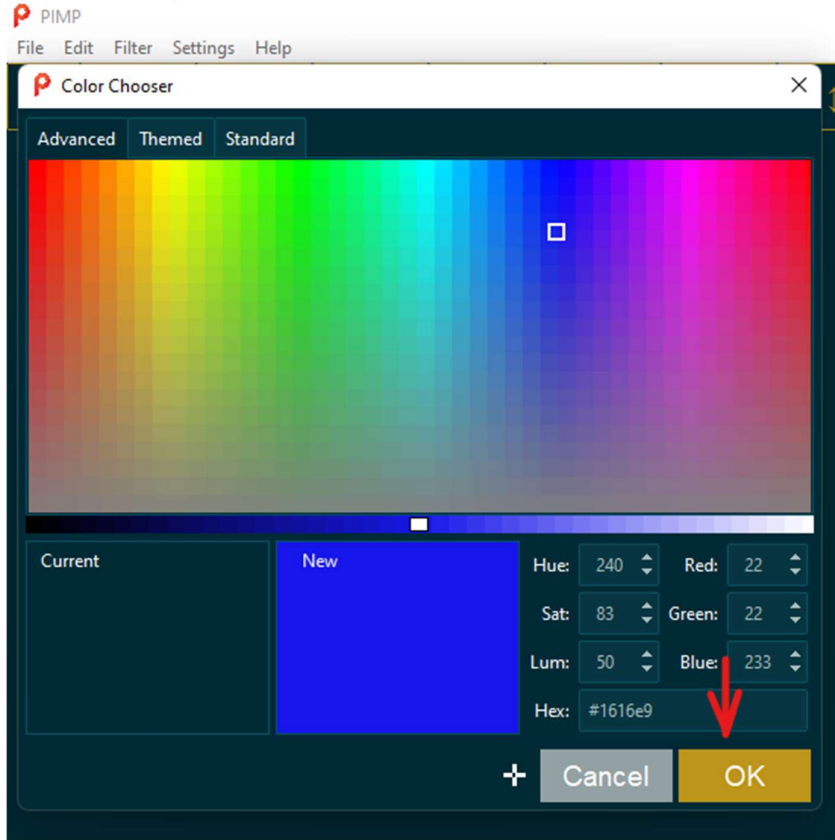 PIMP
File Edit Filter Settings Help
Color Chooser
Advanced Themed Standard
Current New Hue: 240 Red: 22
Sat: 83 Green: 22
Lum: 50 Blue: 233
Hex: #1616e9
Cancel OK